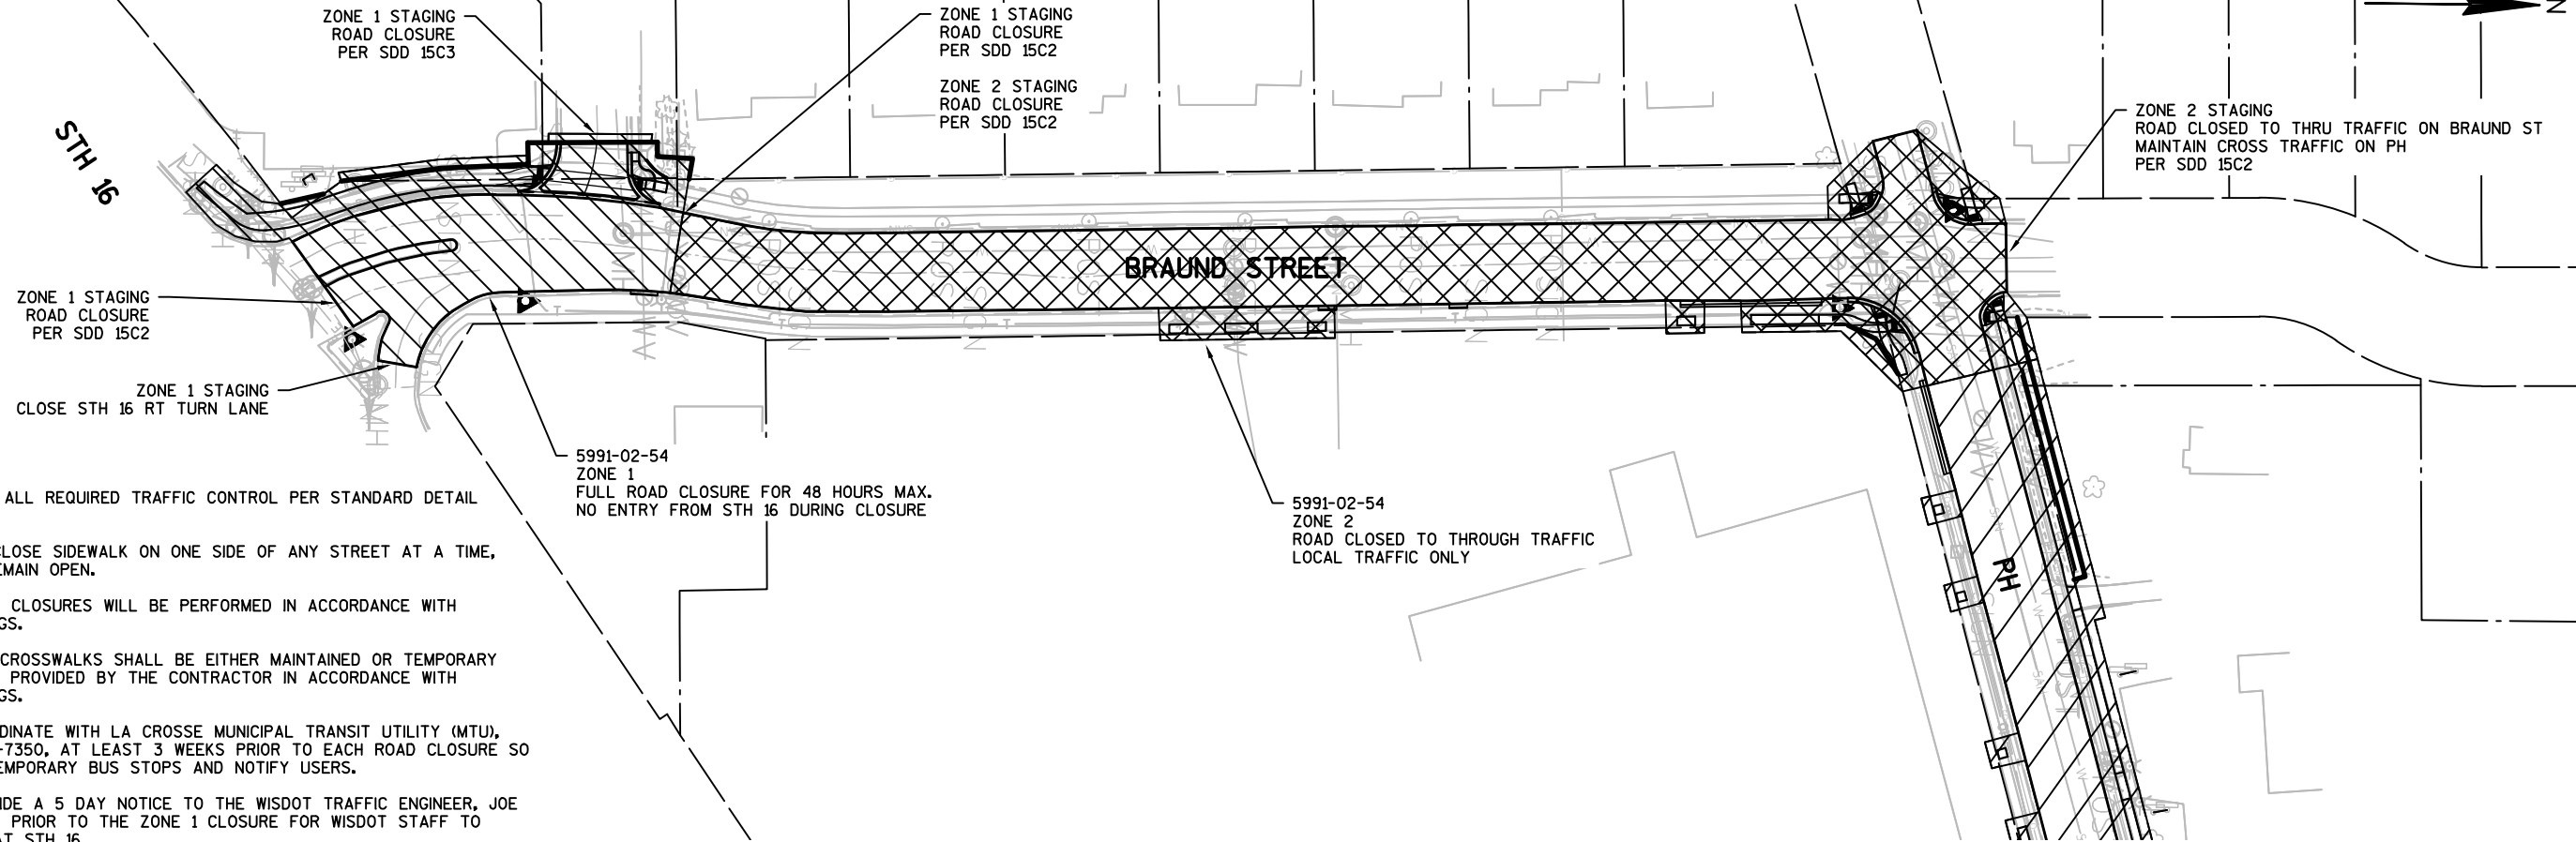 ZONE 1 STAGING
ROAD CLOSURE
PER SDD 15C3
ZONE 1 STAGING
ROAD CLOSURE
PER SDD 15C2
ZONE 2 STAGING
ROAD CLOSURE
PER SDD 15C2
N
ZONE 2 STAGING
ROAD CLOSED TO THRU TRAFFIC ON BRAUND ST
MAINTAIN CROSS TRAFFIC ON PH
PER SDD 15C2
STH 16
BRAUND STREET
ZONE 1 STAGING
ROAD CLOSURE
PER SDD 15C2
ZONE 1 STAGING
CLOSE STH 16 RT TURN LANE
5991-02-54
ZONE 1
FULL ROAD CLOSURE FOR 48 HOURS MAX.
NO ENTRY FROM STH 16 DURING CLOSURE
5991-02-54
ZONE 2
ROAD CLOSED TO THROUGH TRAFFIC
LOCAL TRAFFIC ONLY
PH
ALL REQUIRED TRAFFIC CONTROL PER STANDARD DETAIL
CLOSE SIDEWALK ON ONE SIDE OF ANY STREET AT A TIME,
EMAIN OPEN.
CLOSURES WILL BE PERFORMED IN ACCORDANCE WITH
GS.
CROSSWALKS SHALL BE EITHER MAINTAINED OR TEMPORARY
PROVIDED BY THE CONTRACTOR IN ACCORDANCE WITH
GS.
DINATE WITH LA CROSSE MUNICIPAL TRANSIT UTILITY (MTU),
-7350, AT LEAST 3 WEEKS PRIOR TO EACH ROAD CLOSURE SO
EMPORARY BUS STOPS AND NOTIFY USERS.
IDE A 5 DAY NOTICE TO THE WISDOT TRAFFIC ENGINEER, JOE
PRIOR TO THE ZONE 1 CLOSURE FOR WISDOT STAFF TO
AT STH 16